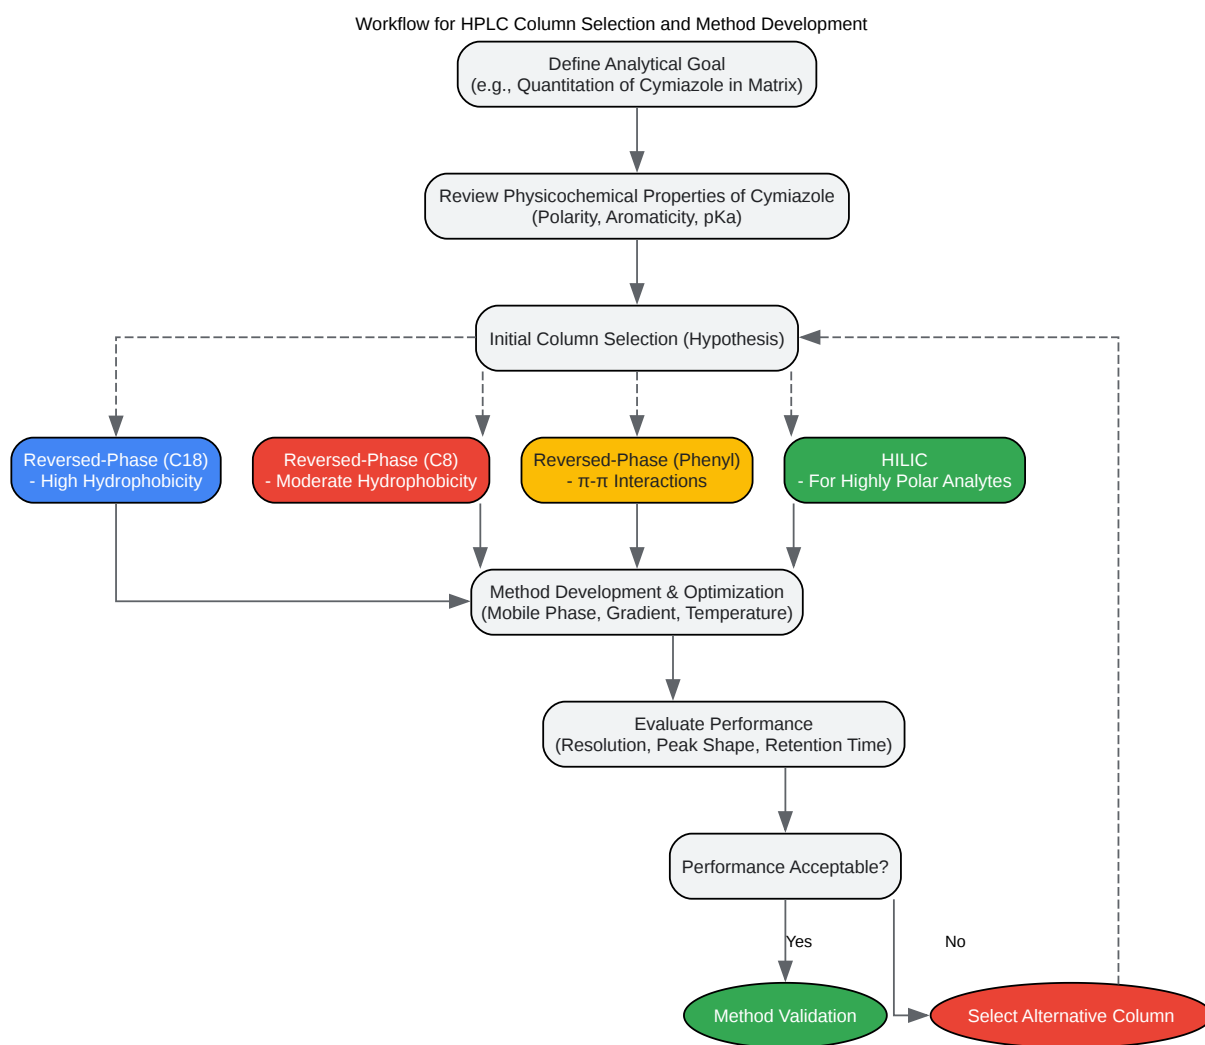 Workflow for HPLC Column Selection and Method Development
Define Analytical Goal
(e.g., Quantitation of Cymiazole in Matrix)
Review Physicochemical Properties of Cymiazole
(Polarity, Aromaticity, pKa)
Initial Column Selection (Hypothesis)
Reversed-Phase (C18)
- High Hydrophobicity
Reversed-Phase (C8)
- Moderate Hydrophobicity
Reversed-Phase (Phenyl)
- π-π Interactions
HILIC
- For Highly Polar Analytes
Method Development & Optimization
(Mobile Phase, Gradient, Temperature)
Evaluate Performance
(Resolution, Peak Shape, Retention Time)
Performance Acceptable?
Yes
No
Method Validation
Select Alternative Column